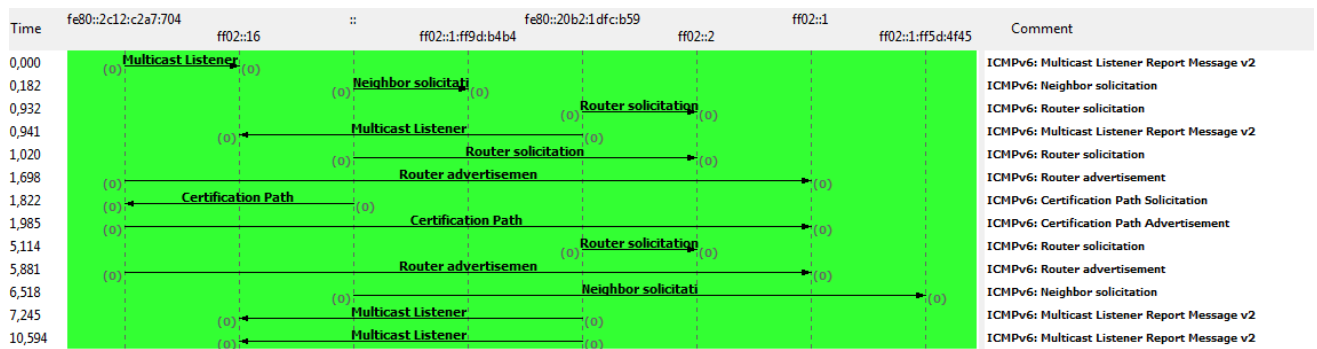 Time fe80::2c12:c2a7:704 :: fe80::20b2:1dfc:b59 ff02::1 Comment
ff02::16 ff02::1:ff9d:b4b4 ff02::2 ff02::1:ff5d:4f45
0,000 (0) Multicast Listener (0) ICMPv6: Multicast Listener Report Message v2
0,182 (0) Neighbor solicitati (0) ICMPv6: Neighbor solicitation
0,932 (0) Router solicitation (0) ICMPv6: Router solicitation
0,941 (0) Multicast Listener (0) ICMPv6: Multicast Listener Report Message v2
1,020 (0) Router solicitation (0) ICMPv6: Router solicitation
1,698 (0) Router advertisemen (0) ICMPv6: Router advertisement
1,822 (0) Certification Path (0) ICMPv6: Certification Path Solicitation
1,985 (0) Certification Path (0) ICMPv6: Certification Path Advertisement
5,114 (0) Router solicitation (0) ICMPv6: Router solicitation
5,881 (0) Router advertisemen (0) ICMPv6: Router advertisement
6,518 (0) Neighbor solicitati (0) ICMPv6: Neighbor solicitation
7,245 (0) Multicast Listener (0) ICMPv6: Multicast Listener Report Message v2
10,594 (0) Multicast Listener (0) ICMPv6: Multicast Listener Report Message v2